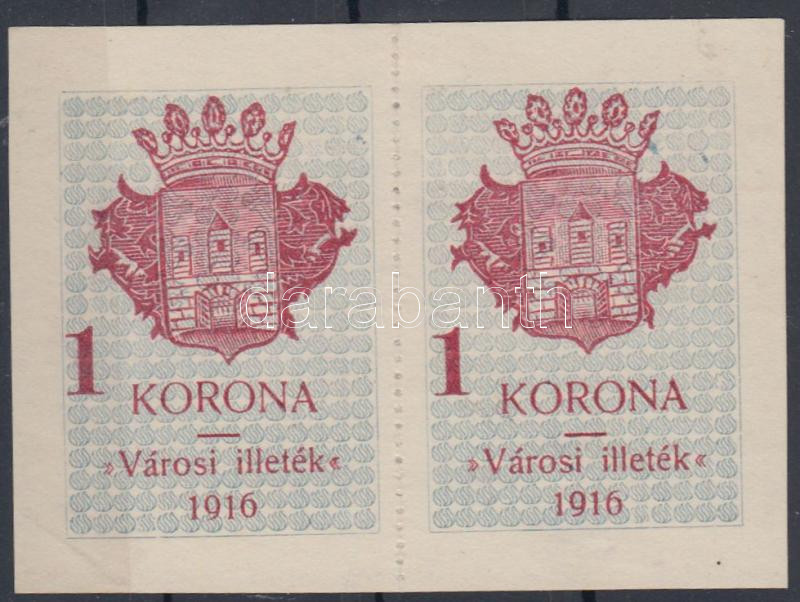 darabanth
1
KORONA
»Városi illeték«
1916
1
KORONA
»Városi illeték«
1916